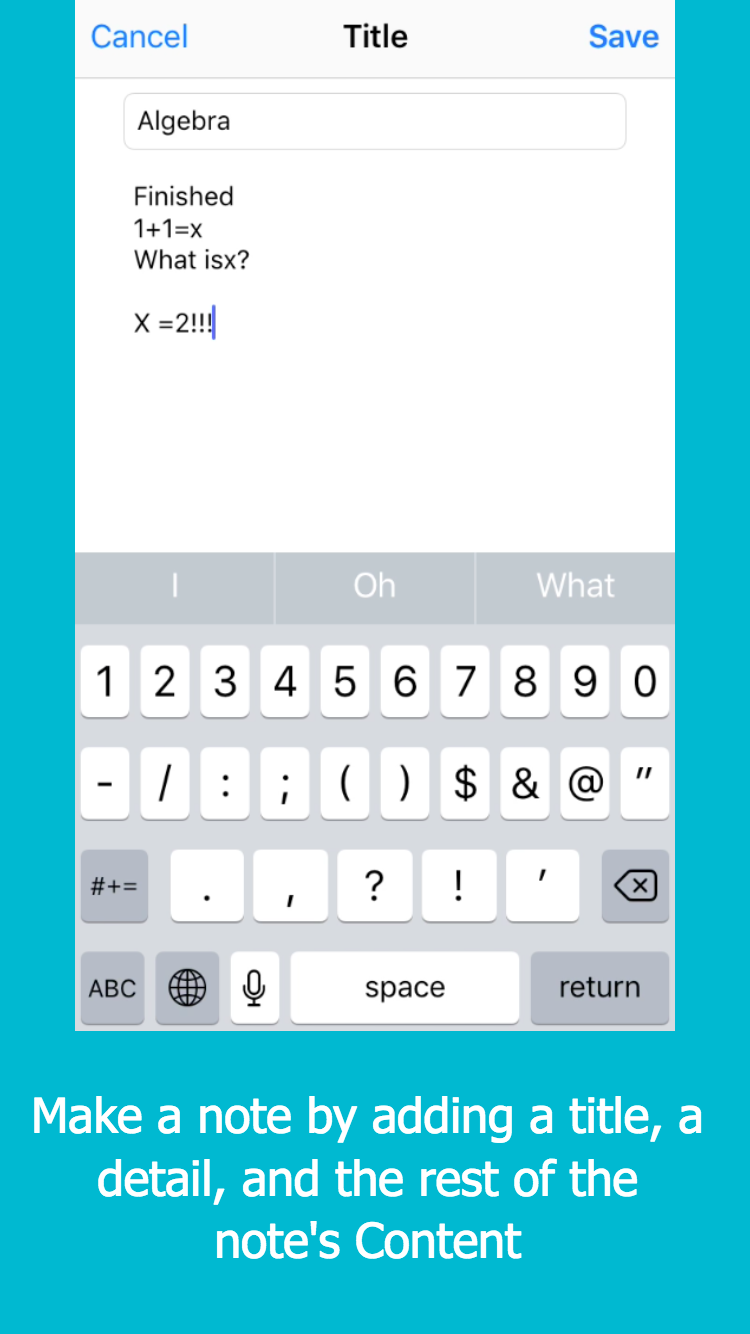 Cancel Title Save
Algebra
Finished
1+1=x
What isx?
X =2!!!
I Oh What
1 2 3 4 5 6 7 8 9 0
- / : ; ( ) $ & @ "
#+= . , ? ! '
ABC space return
Make a note by adding a title, a
detail, and the rest of the
note's Content